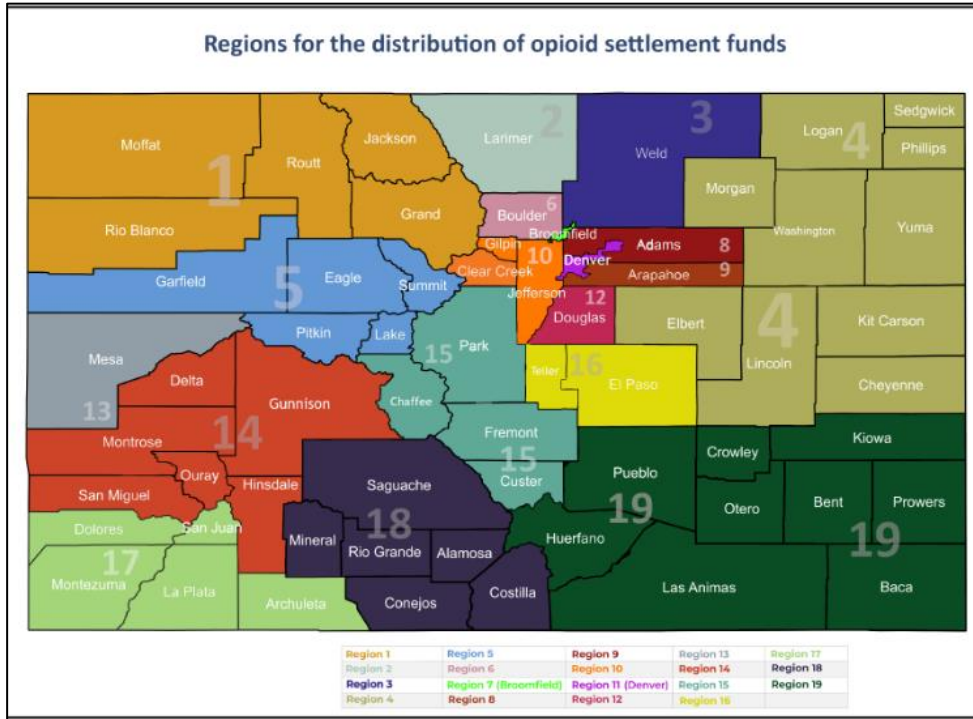 Regions for the distribution of opioid settlement funds
Moffat
Routt
Jackson
Larimer
2
Weld
3
Logan
4
Sedgwick
Phillips
1
Morgan
Washington
Yuma
Rio Blanco
Grand
Boulder
6
Broomfield
Gilpin
10
Adams
8
Denver
Garfield
5
Eagle
Summit
Clear Creek
Jefferson
Arapahoe
9
Mesa
13
Pitkin
Lake
Park
15
Douglas
12
Elbert
4
Lincoln
Kit Carson
Cheyenne
Delta
Gunnison
Chaffee
Teller
16
El Paso
Montrose
14
Fremont
15
Custer
Pueblo
Crowley
Kiowa
Ouray
San Miguel
Hinsdale
Saguache
18
19
Otero
Bent
Prowers
19
Dolores
San Juan
Mineral
Rio Grande
Alamosa
Huerfano
17
Montezuma
La Plata
Archuleta
Conejos
Costilla
Las Animas
Baca
Region 1 Region 5 Region 9 Region 13 Region 17
Region 2 Region 6 Region 10 Region 14 Region 18
Region 3 Region 7 (Broomfield) Region 11 (Denver) Region 15 Region 19
Region 4 Region 8 Region 12 Region 16